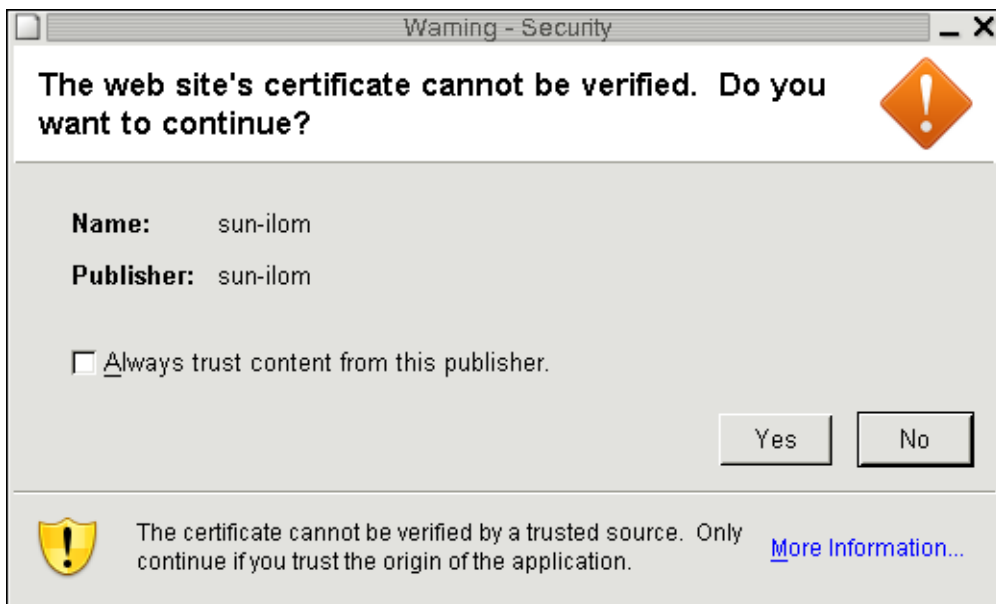 Warning - Security
The web site's certificate cannot be verified. Do you
want to continue?
Name: sun-ilom
Publisher: sun-ilom
Always trust content from this publisher.
Yes No
The certificate cannot be verified by a trusted source. Only
continue if you trust the origin of the application.
More Information...